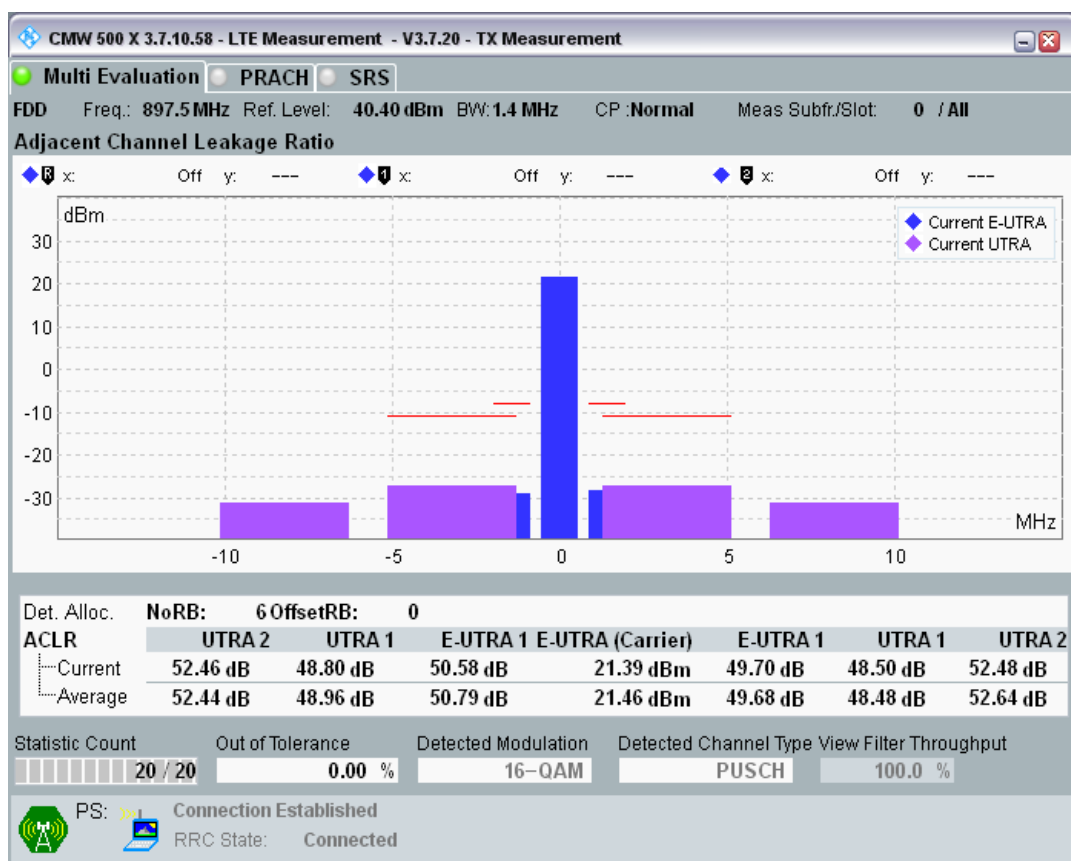 CMW 500 X 3.7.10.58 - LTE Measurement - V3.7.20 - TX Measurement
Multi Evaluation PRACH SRS
FDD Freq.: 897.5 MHz Ref. Level: 40.40 dBm BW: 1.4 MHz CP :Normal Meas Subfr./Slot: 0 / All
Adjacent Channel Leakage Ratio
R x: Off y: --- 1 x: Off y: --- 2 x: Off y: ---
dBm
Current E-UTRA
Current UTRA
30
20
10
0
-10
-20
-30
MHz
-10 -5 0 5 10
Det. Alloc. NoRB: 6 OffsetRB: 0
ACLR UTRA 2 UTRA 1 E-UTRA 1 E-UTRA (Carrier) E-UTRA 1 UTRA 1 UTRA 2
Current 52.46 dB 48.80 dB 50.58 dB 21.39 dBm 49.70 dB 48.50 dB 52.48 dB
Average 52.44 dB 48.96 dB 50.79 dB 21.46 dBm 49.68 dB 48.48 dB 52.64 dB
Statistic Count Out of Tolerance Detected Modulation Detected Channel Type View Filter Throughput
20 / 20 0.00 % 16-QAM PUSCH 100.0 %
PS: Connection Established
RRC State: Connected